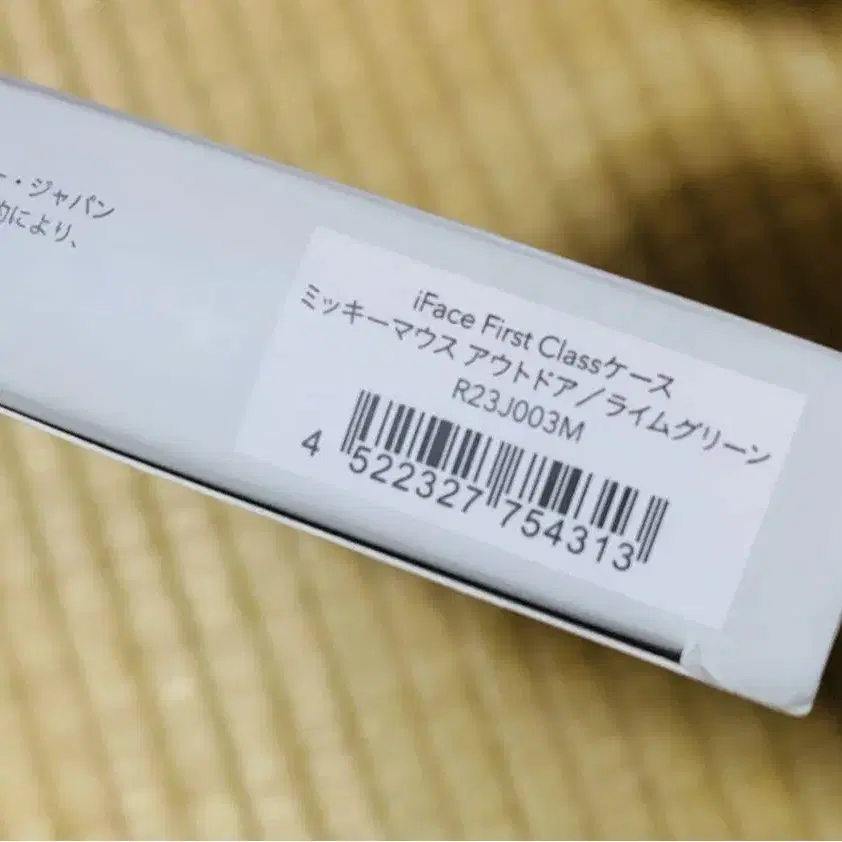 ー・ジャパン
的により、
iFace First Classケース
ミッキーマウス アウトドア／ライムグリーン
R23J003M
4 522327 754313